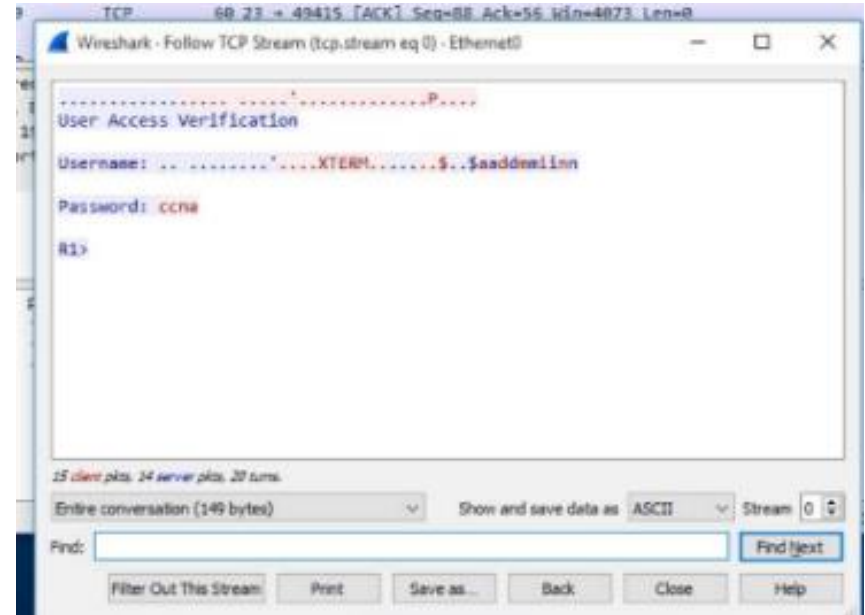 TCP 60 23 → 49415 [ACK] Seq=88 Ack=56 Win=4073 Len=0
Wireshark · Follow TCP Stream (tcp.stream eq 0) · Ethernet0
................. .....'.............P....
User Access Verification
Username: .. ........'....XTERM.......$..$aaddmmiinn
Password: ccna
R1>
15 client pkts, 14 server pkts, 20 turns.
Entire conversation (149 bytes)
Show and save data as ASCII
Stream 0
Find:
Find Next
Filter Out This Stream
Print
Save as...
Back
Close
Help